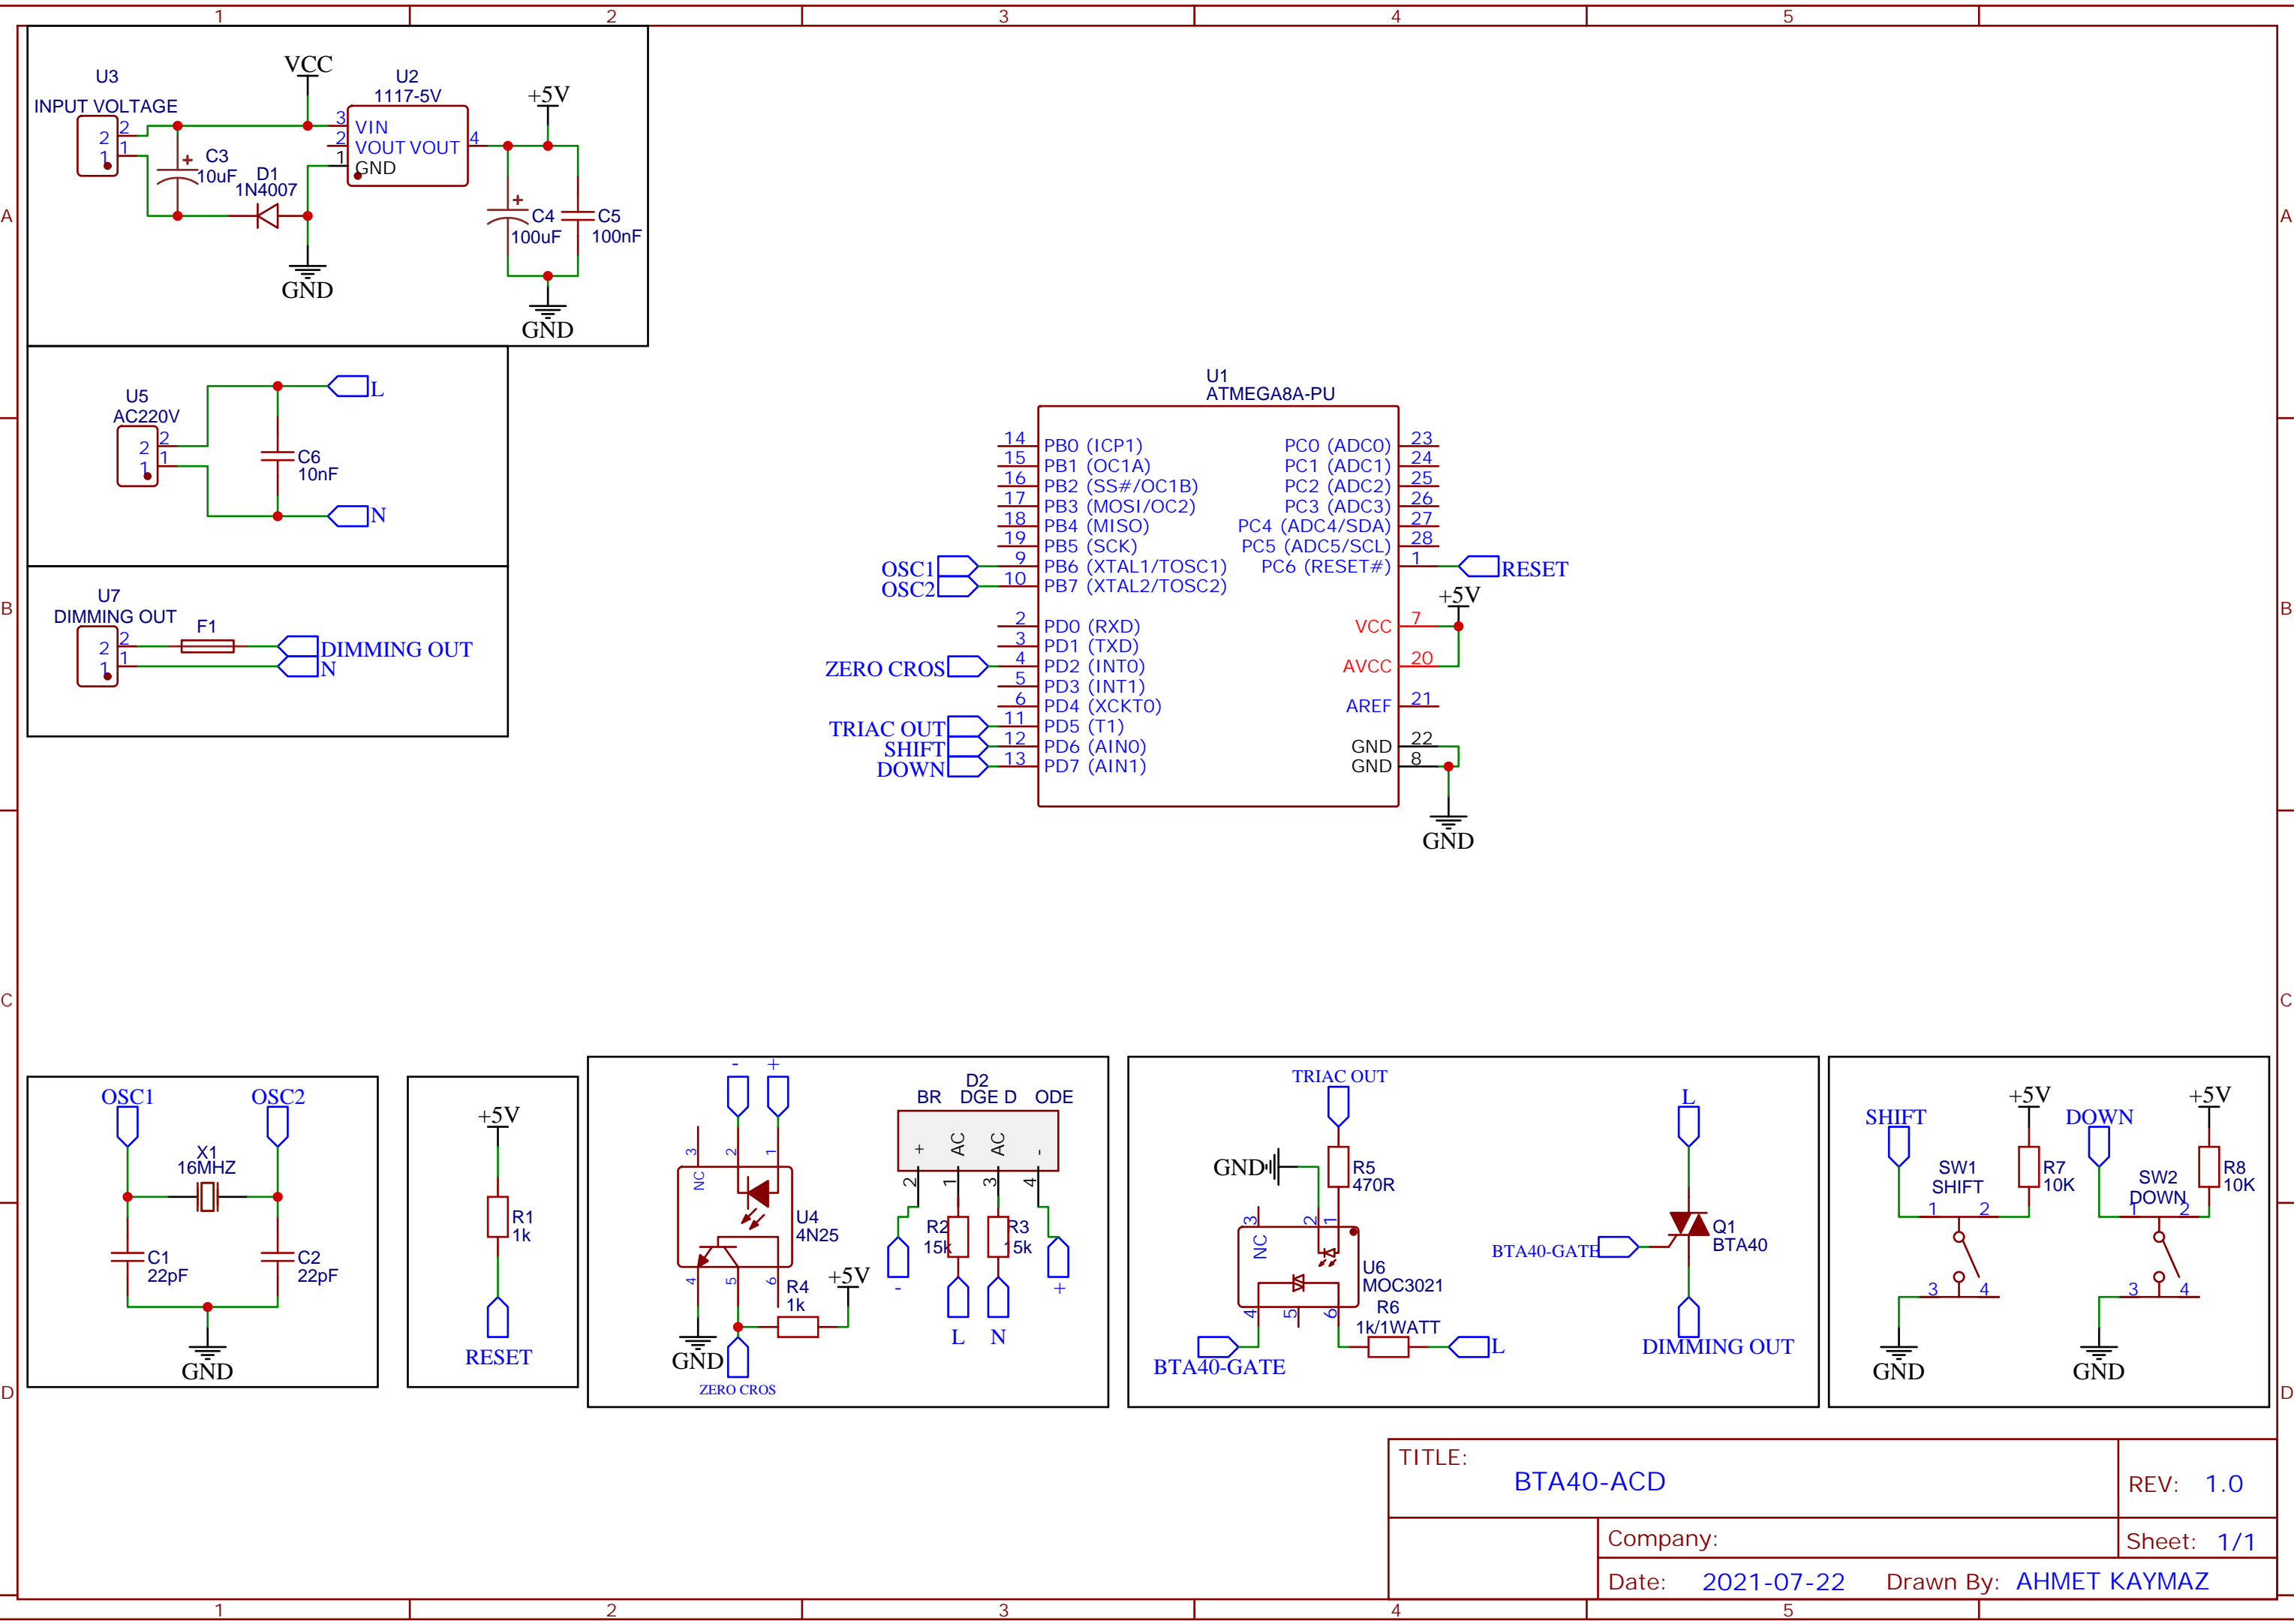 1 2 3 4 5
A
B
C
D
A
B
C
D
U3
INPUT VOLTAGE
2 2
1 1
VCC
C3
10uF
D1
1N4007
GND
U2
1117-5V
3 VIN
2 VOUT VOUT 4
1 GND
+5V
C4
100uF
C5
100nF
GND
U5
AC220V
2 2
1 1
L
C6
10nF
N
U7
DIMMING OUT
2 2
1 1
F1
DIMMING OUT
N
U1
ATMEGA8A-PU
14 PB0 (ICP1)
15 PB1 (OC1A)
16 PB2 (SS#/OC1B)
17 PB3 (MOSI/OC2)
18 PB4 (MISO)
19 PB5 (SCK)
OSC1 9 PB6 (XTAL1/TOSC1)
OSC2 10 PB7 (XTAL2/TOSC2)
2 PD0 (RXD)
3 PD1 (TXD)
ZERO CROS 4 PD2 (INT0)
5 PD3 (INT1)
6 PD4 (XCKT0)
TRIAC OUT 11 PD5 (T1)
SHIFT 12 PD6 (AIN0)
DOWN 13 PD7 (AIN1)
PC0 (ADC0) 23
PC1 (ADC1) 24
PC2 (ADC2) 25
PC3 (ADC3) 26
PC4 (ADC4/SDA) 27
PC5 (ADC5/SCL) 28
PC6 (RESET#) 1 RESET
+5V
VCC 7
AVCC 20
AREF 21
GND 22
GND 8
GND
OSC1 OSC2
X1
16MHZ
C1
22pF
C2
22pF
GND
+5V
R1
1k
RESET
- +
3 2 1
NC
U4
4N25
4 5 6
R4
1k
+5V
GND
ZERO CROS
D2
BR DGE D ODE
+ AC AC -
2 1 3 4
R2
15k
R3
15k
- +
L N
TRIAC OUT
GND
R5
470R
3 2 1
NC
U6
MOC3021
4 5 6
R6
1k/1WATT
BTA40-GATE
L
L
BTA40-GATE
Q1
BTA40
DIMMING OUT
SHIFT
+5V
R7
10K
SW1
SHIFT
1 2
3 4
GND
DOWN
+5V
R8
10K
SW2
DOWN
1 2
3 4
GND
TITLE:
BTA40-ACD
REV: 1.0
Company:
Sheet: 1/1
Date: 2021-07-22 Drawn By: AHMET KAYMAZ
1 2 3 4 5